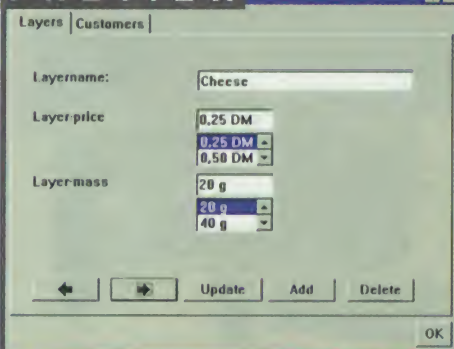 Layers Customers
Layername: Cheese
Layer-price 0,25 DM
0,25 DM
0,50 DM
Layer-mass 20 g
20 g
40 g
Update Add Delete
OK